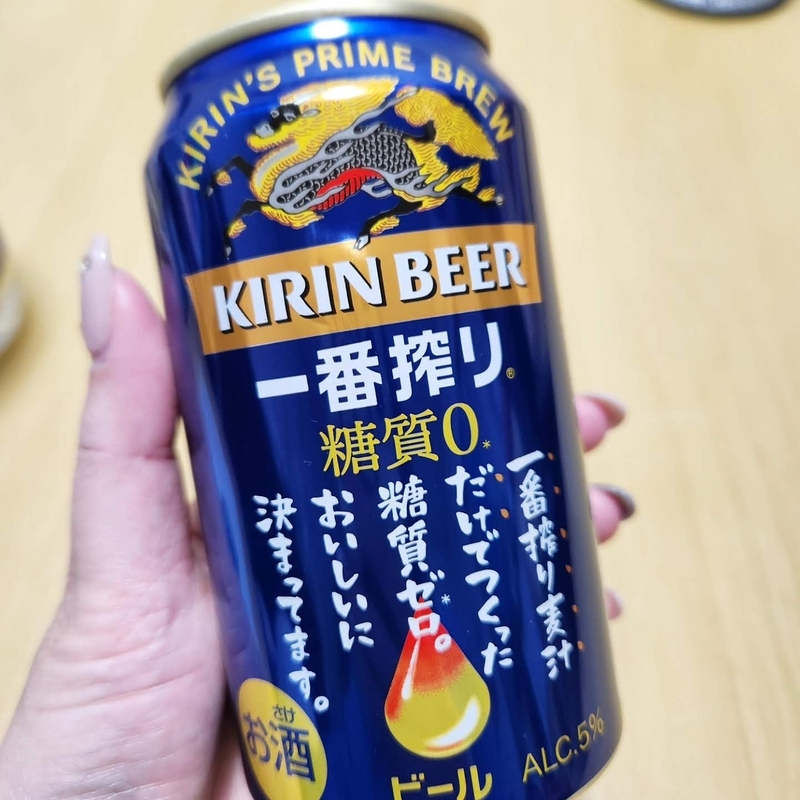 KIRIN'S PRIME BREW
KIRIN BEER
一番搾り®
糖質0*
一番搾り麦汁
だけでつくった
糖質ゼロ*。
おいしいに
決まってます。
さけ
お酒
ビール
ALC.5%